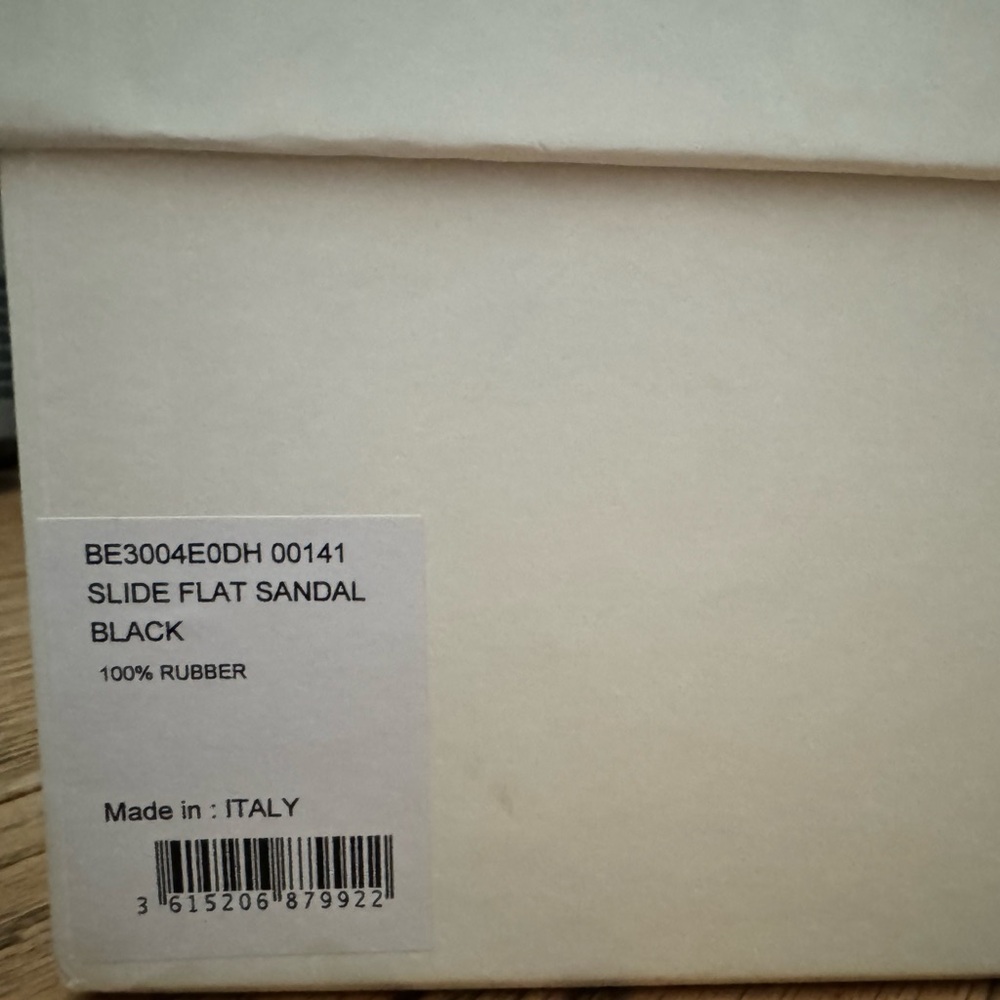 BE3004E0DH 00141
SLIDE FLAT SANDAL
BLACK
100% RUBBER
Made in : ITALY
3 615206 879922